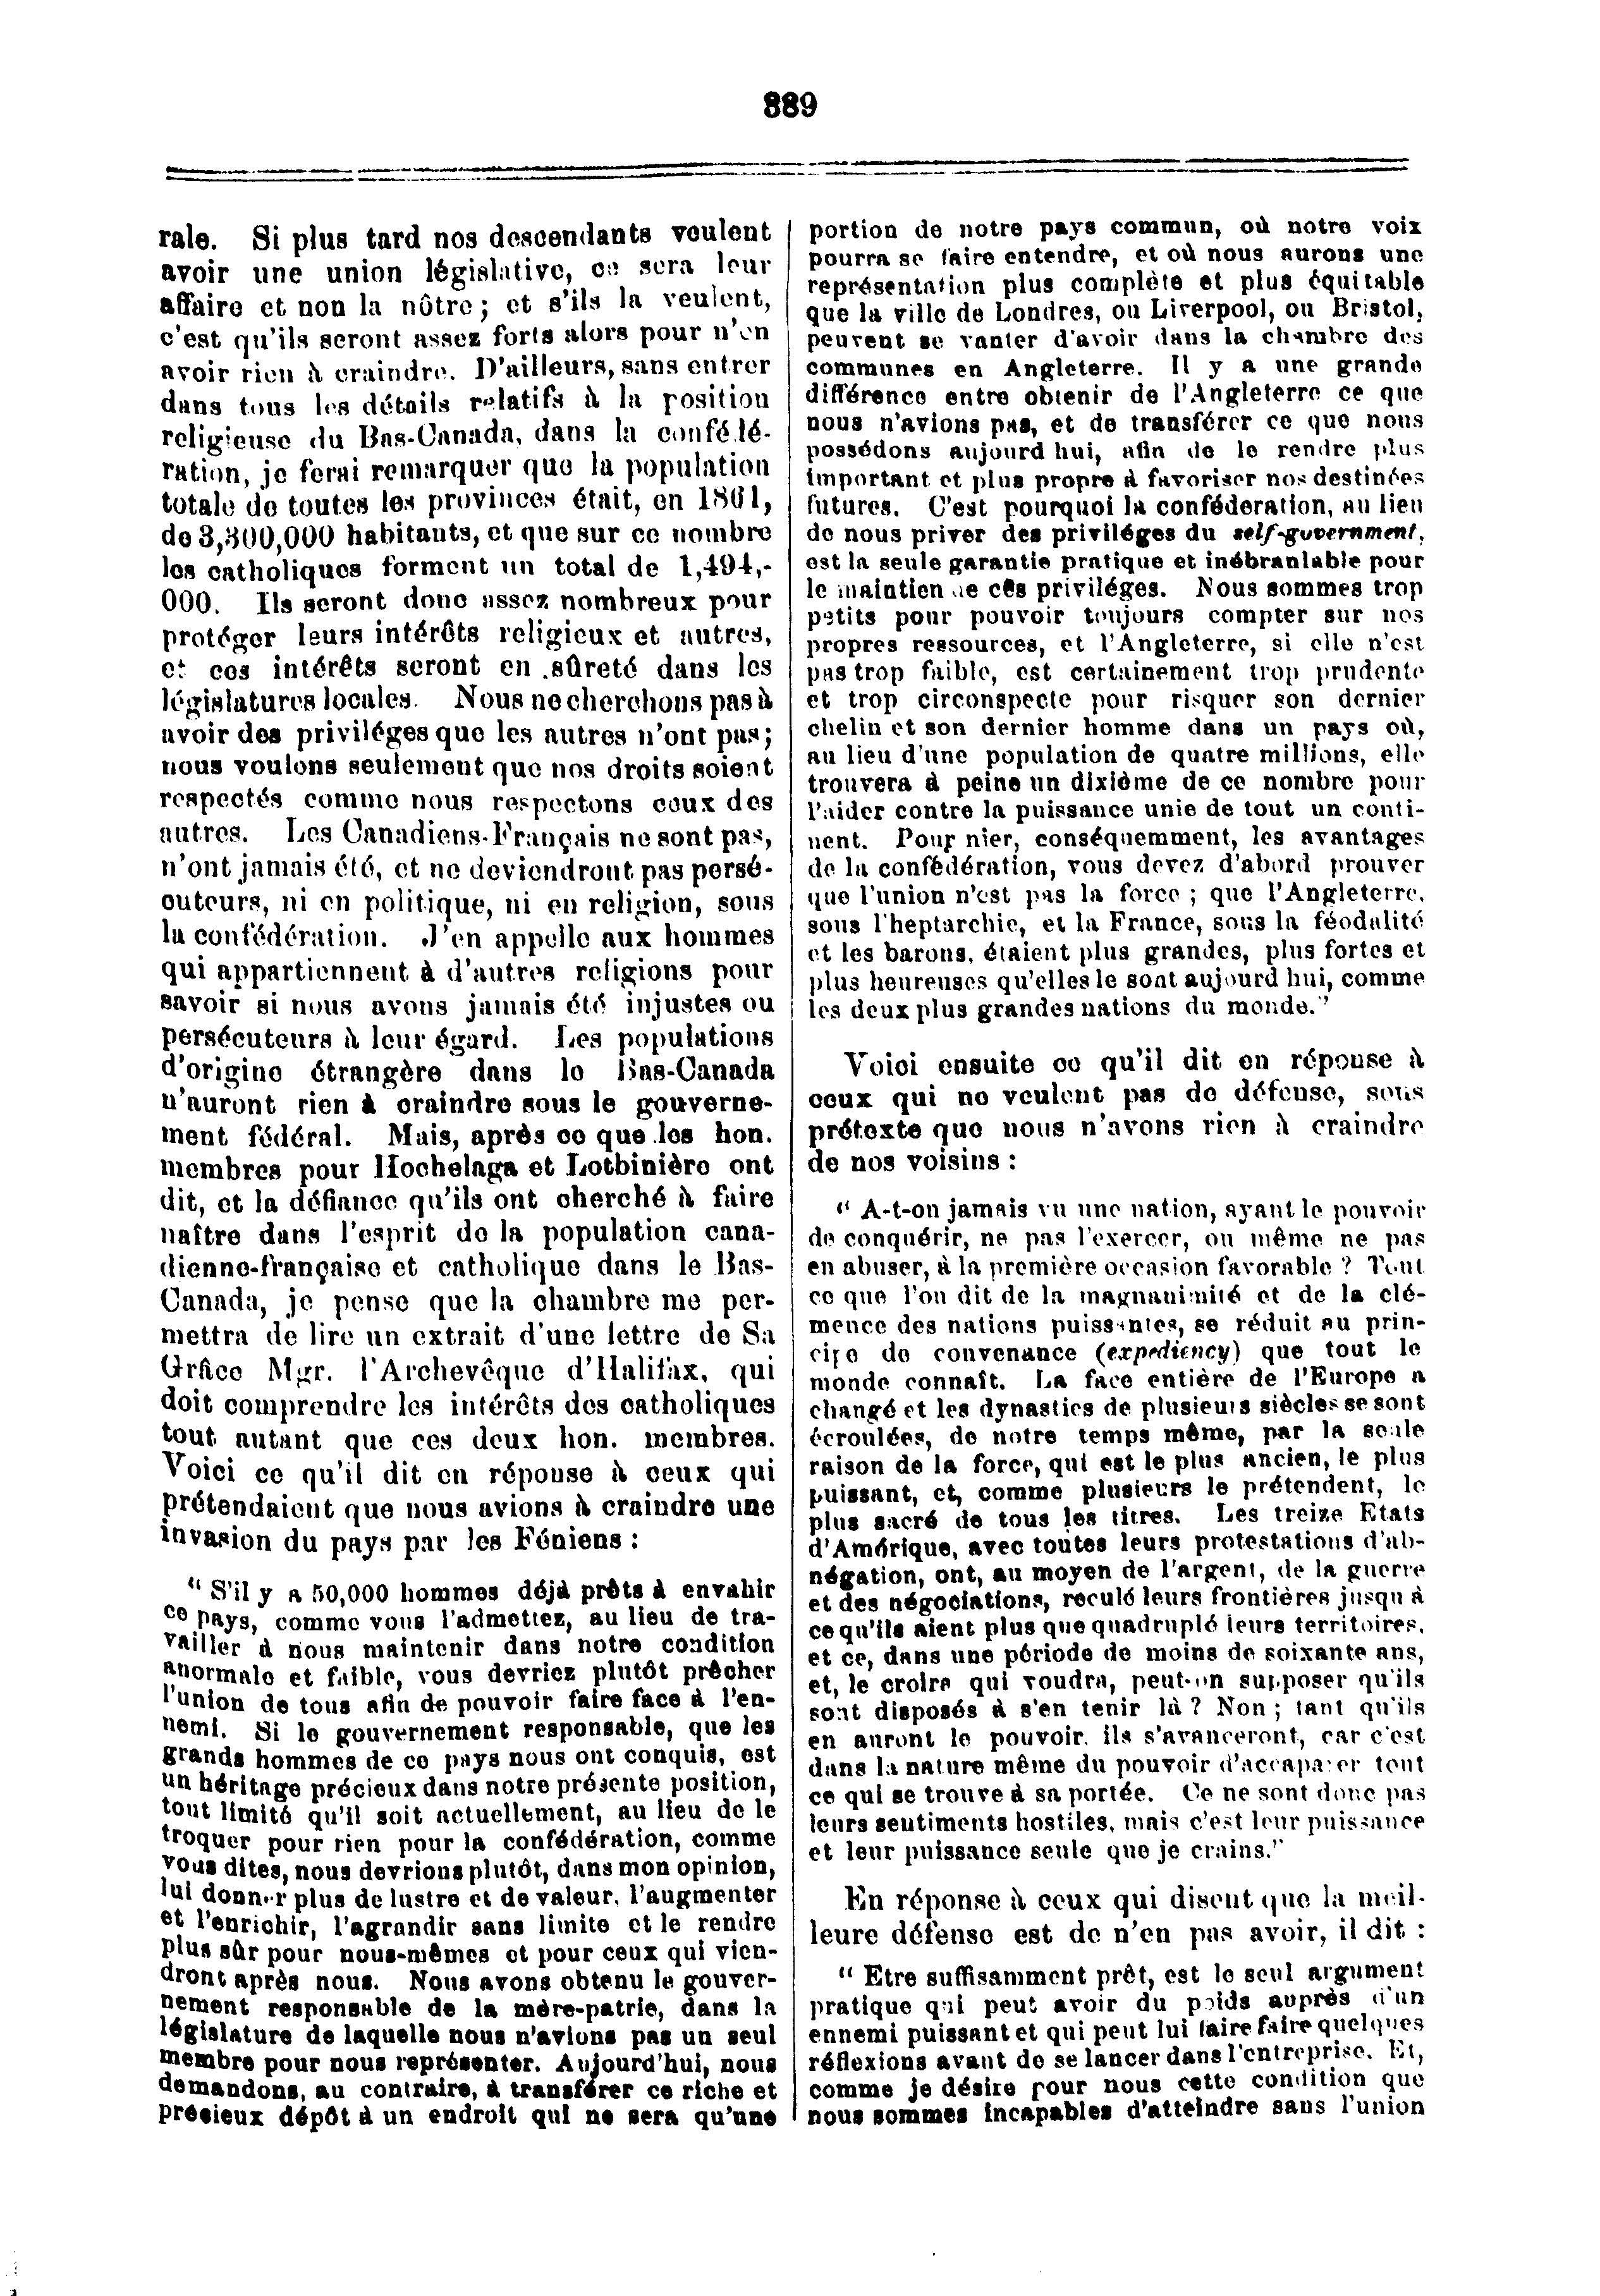 889
rale. Si plus tard nos descendants veulent
avoir une union législative, ce sera leur
affaire et non la nôtre; et s'ils la veulent,
c'est qu'ils seront assez forts alors pour n'en
avoir rien à craindre. D'ailleurs, sans entrer
dans tous les détails relatifs à la position
religieuse du Bas-Canada, dans la confédé-
ration, je ferai remarquer que la population
totale de toutes les provinces était, en 1861,
de 3,300,000 habitants, et que sur ce nombre
les catholiques forment un total de 1,494,-
000. Ils seront donc assez nombreux pour
protéger leurs intérêts religieux et autres,
et ces intérêts seront en sûreté dans les
législatures locales. Nous ne cherchons pas à
avoir des priviléges que les autres n'ont pas;
nous voulons seulement que nos droits soient
respectés comme nous respectons ceux des
autres. Les Canadiens-Français ne sont pas,
n'ont jamais été, et ne deviendront pas persé-
cuteurs, ni en politique, ni en religion, sous
la confédération. J'en appelle aux hommes
qui appartiennent à d'autres religions pour
savoir si nous avons jamais été injustes ou
persécuteurs à leur égard. Les populations
d'origine étrangère dans le Bas-Canada
n'auront rien à craindre sous le gouverne-
ment fédéral. Mais, après ce que les hon.
membres pour Hochelaga et Lotbinière ont
dit, et la défiance qu'ils ont cherché à faire
naître dans l'esprit de la population cana-
dienne-française et catholique dans le Bas-
Canada, je pense que la chambre me per-
mettra de lire un extrait d'une lettre de Sa
Grâce Mgr. l'Archevêque d'Halifax, qui
doit comprendre les intérêts des catholiques
tout autant que ces deux hon. membres.
Voici ce qu'il dit en réponse à ceux qui
prétendaient que nous avions à craindre une
invasion du pays par les Féniens :
" S'il y a 50,000 hommes déjà prêts à envahir
ce pays, comme vous l'admettez, au lieu de tra-
vailler à nous maintenir dans notre condition
anormale et faible, vous devriez plutôt prêcher
l'union de tous afin de pouvoir faire face à l'en-
nemi. Si le gouvernement responsable, que les
grands hommes de ce pays nous ont conquis, est
un héritage précieux dans notre présente position,
tout limité qu'il soit actuellement, au lieu de le
troquer pour rien pour la confédération, comme
vous dites, nous devrions plutôt, dans mon opinion,
lui donner plus de lustre et de valeur, l'augmenter
et l'enrichir, l'agrandir sans limite et le rendre
plus sûr pour nous-mêmes et pour ceux qui vien-
dront après nous. Nous avons obtenu le gouver-
nement responsable de la mère-patrie, dans la
législature de laquelle nous n'avions pas un seul
membre pour nous représenter. Aujourd'hui, nous
demandons, au contraire, à transférer ce riche et
précieux dépôt à un endroit qui ne sera qu'une
portion de notre pays commun, où notre voix
pourra se faire entendre, et où nous aurons une
représentation plus complète et plus équitable
que la ville de Londres, ou Liverpool, ou Bristol,
peuvent se vanter d'avoir dans la chambre des
communes en Angleterre. Il y a une grande
différence entre obtenir de l'Angleterre ce que
nous n'avions pas, et de transférer ce que nous
possédons aujourd'hui, afin de le rendre plus
important et plus propre à favoriser nos destinées
futures. C'est pourquoi la conféderation, au lieu
de nous priver des priviléges du self-government,
est la seule garantie pratique et inébranlable pour
le maintien de ces priviléges. Nous sommes trop
petits pour pouvoir toujours compter sur nos
propres ressources, et l'Angleterre, si elle n'est
pas trop faible, est certainement trop prudente
et trop circonspecte pour risquer son dernier
chelin et son dernier homme dans un pays où,
au lieu d'une population de quatre millions, elle
trouvera à peine un dixième de ce nombre pour
l'aider contre la puissance unie de tout un conti-
nent. Pour nier, conséquemment, les avantages
de la confédération, vous devez d'abord prouver
que l'union n'est pas la force ; que l'Angleterre,
sous l'heptarchie, et la France, sous la féodalité
et les barons, étaient plus grandes, plus fortes et
plus heureuses qu'elles le sont aujourd'hui, comme
les deux plus grandes nations du monde."
Voici ensuite ce qu'il dit en réponse à
ceux qui ne veulent pas de défense, sous
prétexte que nous n'avons rien à craindre
de nos voisins :
" A-t-on jamais vu une nation, ayant le pouvoir
de conquérir, ne pas l'exercer, ou même ne pas
en abuser, à la première occasion favorable ? Tout
ce que l'on dit de la magnanimité et de la clé-
mence des nations puissantes, se réduit au prin-
cipe de convenance (expediency) que tout le
monde connaît. La face entière de l'Europe a
changé et les dynasties de plusieurs siècles se sont
écroulées, de notre temps même, par la seule
raison de la force, qui est le plus ancien, le plus
puissant, et, comme plusieurs le prétendent, le
plus sacré de tous les titres. Les treize Etats
d'Amérique, avec toutes leurs protestations d'ab-
négation, ont, au moyen de l'argent, de la guerre
et des négociations, reculé leurs frontières jusqu'à
ce qu'ils aient plus que quadruplé leurs territoires,
et ce, dans une période de moins de soixante ans,
et, le croira qui voudra, peut-on supposer qu'ils
sont disposés à s'en tenir là ? Non ; tant qu'ils
en auront le pouvoir, ils s'avanceront, car c'est
dans la nature même du pouvoir d'accaparer tout
ce qui se trouve à sa portée. Ce ne sont donc pas
leurs sentiments hostiles, mais c'est leur puissance
et leur puissance seule que je crains."
En réponse à ceux qui disent que la meil-
leure défense est de n'en pas avoir, il dit :
" Etre suffisamment prêt, est le seul argument
pratique qui peut avoir du poids auprès d'un
ennemi puissant et qui peut lui faire faire quelques
réflexions avant de se lancer dans l'entreprise. Et,
comme je désire pour nous cette condition que
nous sommes incapables d'atteindre sans l'union